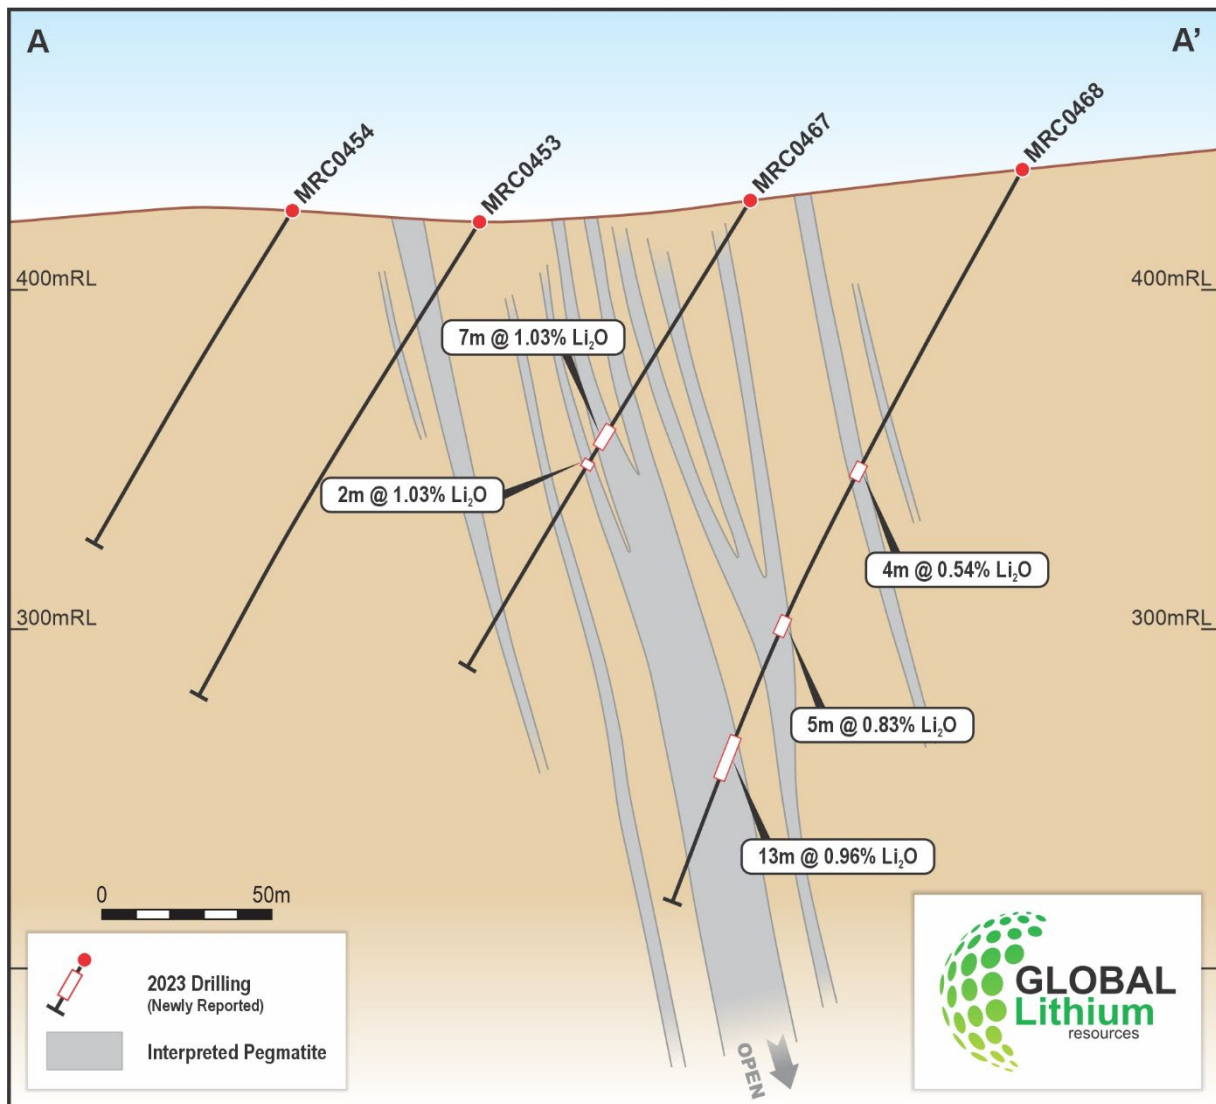 A
A’
MRC0454
MRC0453
MRC0467
MRC0468
400mRL
400mRL
7m @ 1.03% Li₂O
2m @ 1.03% Li₂O
4m @ 0.54% Li₂O
300mRL
300mRL
5m @ 0.83% Li₂O
13m @ 0.96% Li₂O
0 50m
2023 Drilling
(Newly Reported)
Interpreted Pegmatite
OPEN
GLOBAL
Lithium
resources